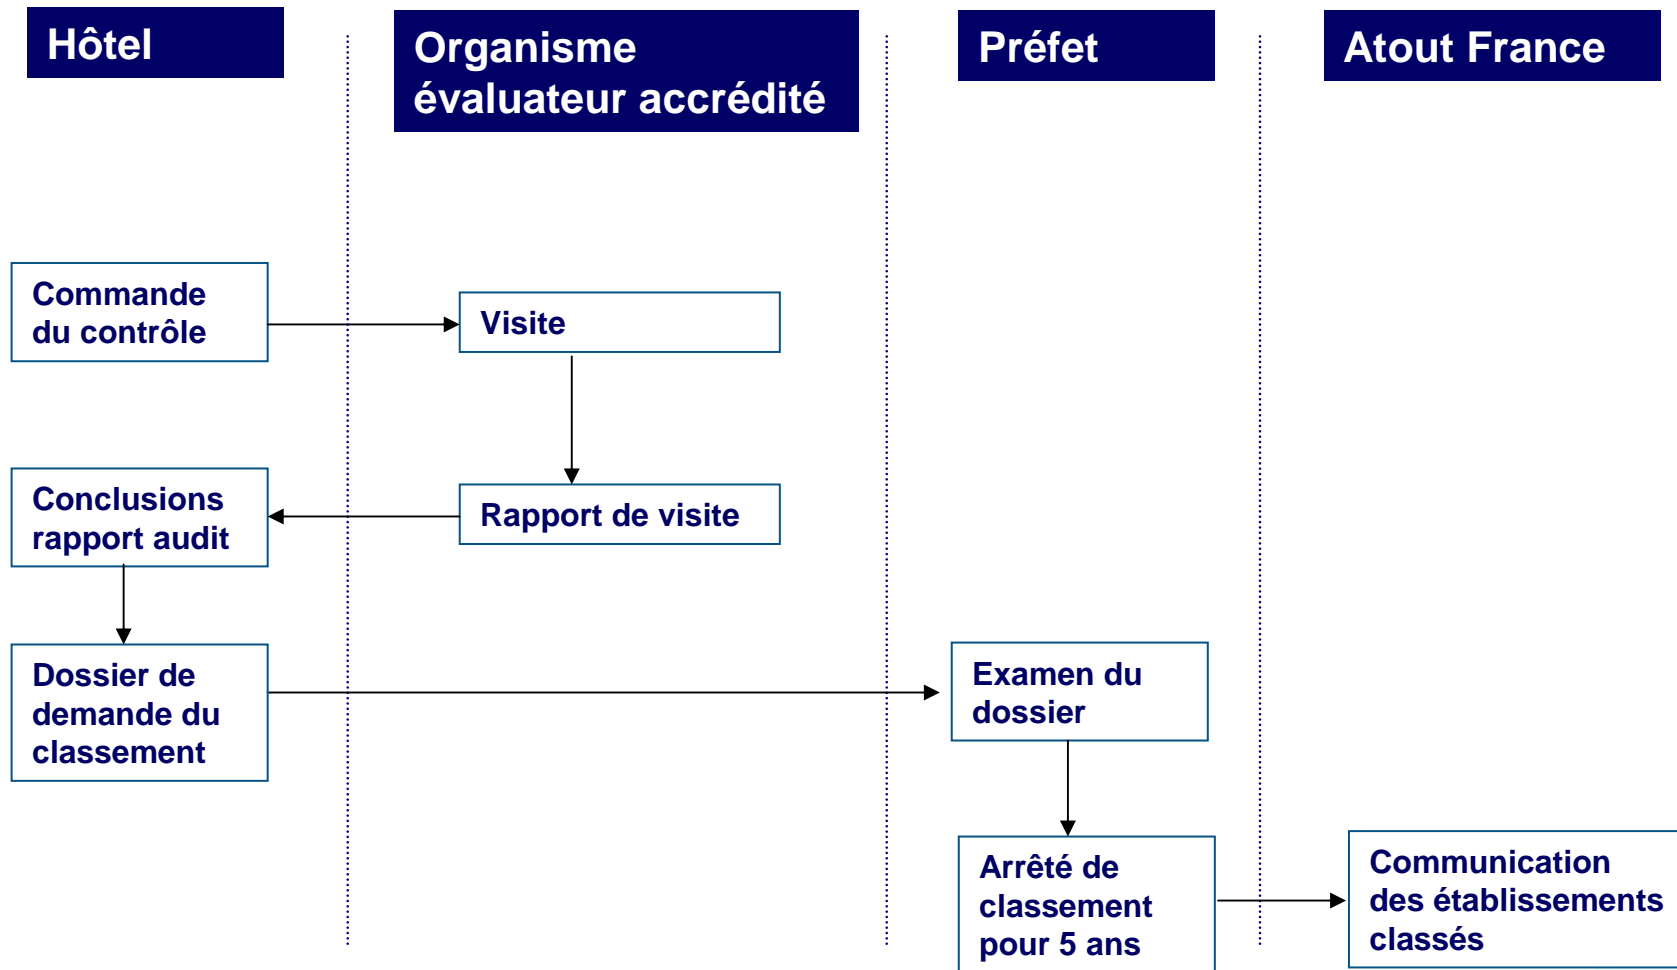 Hôtel
Organisme
évaluateur accrédité
Préfet
Atout France
Commande
du contrôle
Visite
Conclusions
rapport audit
Rapport de visite
Dossier de
demande du
classement
Examen du
dossier
Arrêté de
classement
pour 5 ans
Communication
des établissements
classés